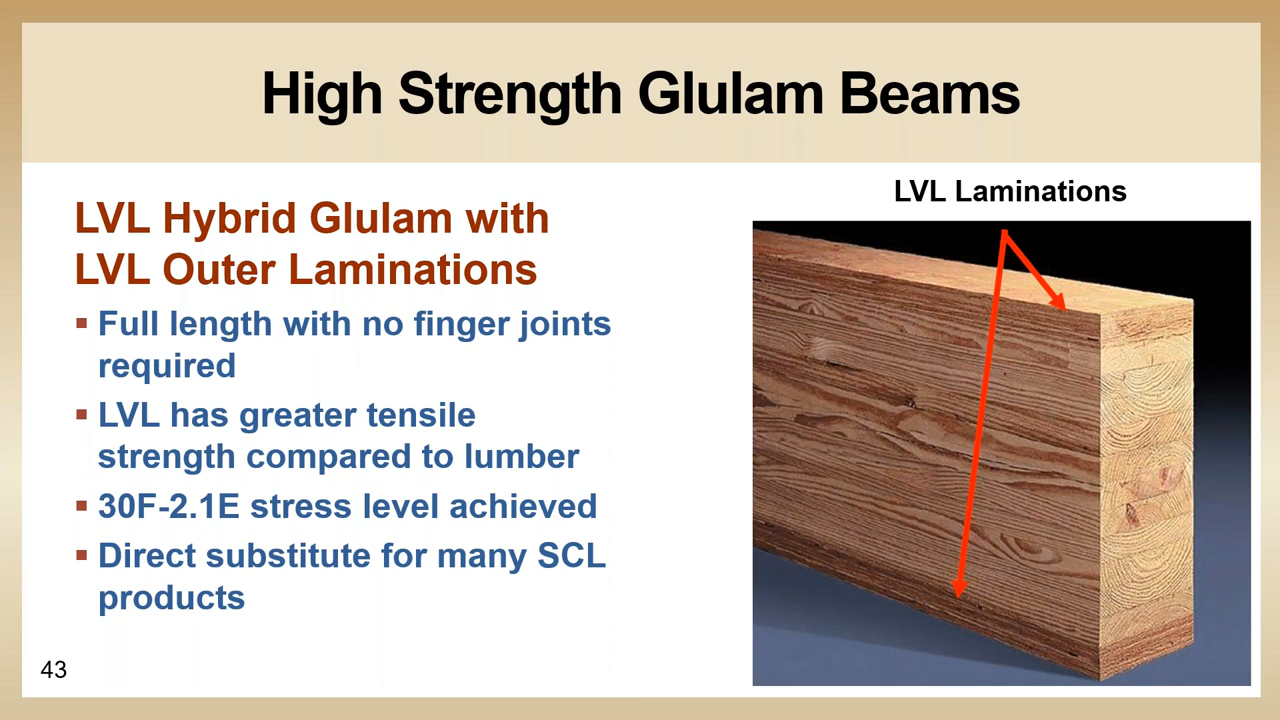 High Strength Glulam Beams
LVL Laminations
LVL Hybrid Glulam with
LVL Outer Laminations
▪ Full length with no finger joints
required
▪ LVL has greater tensile
strength compared to lumber
▪ 30F-2.1E stress level achieved
▪ Direct substitute for many SCL
products
43